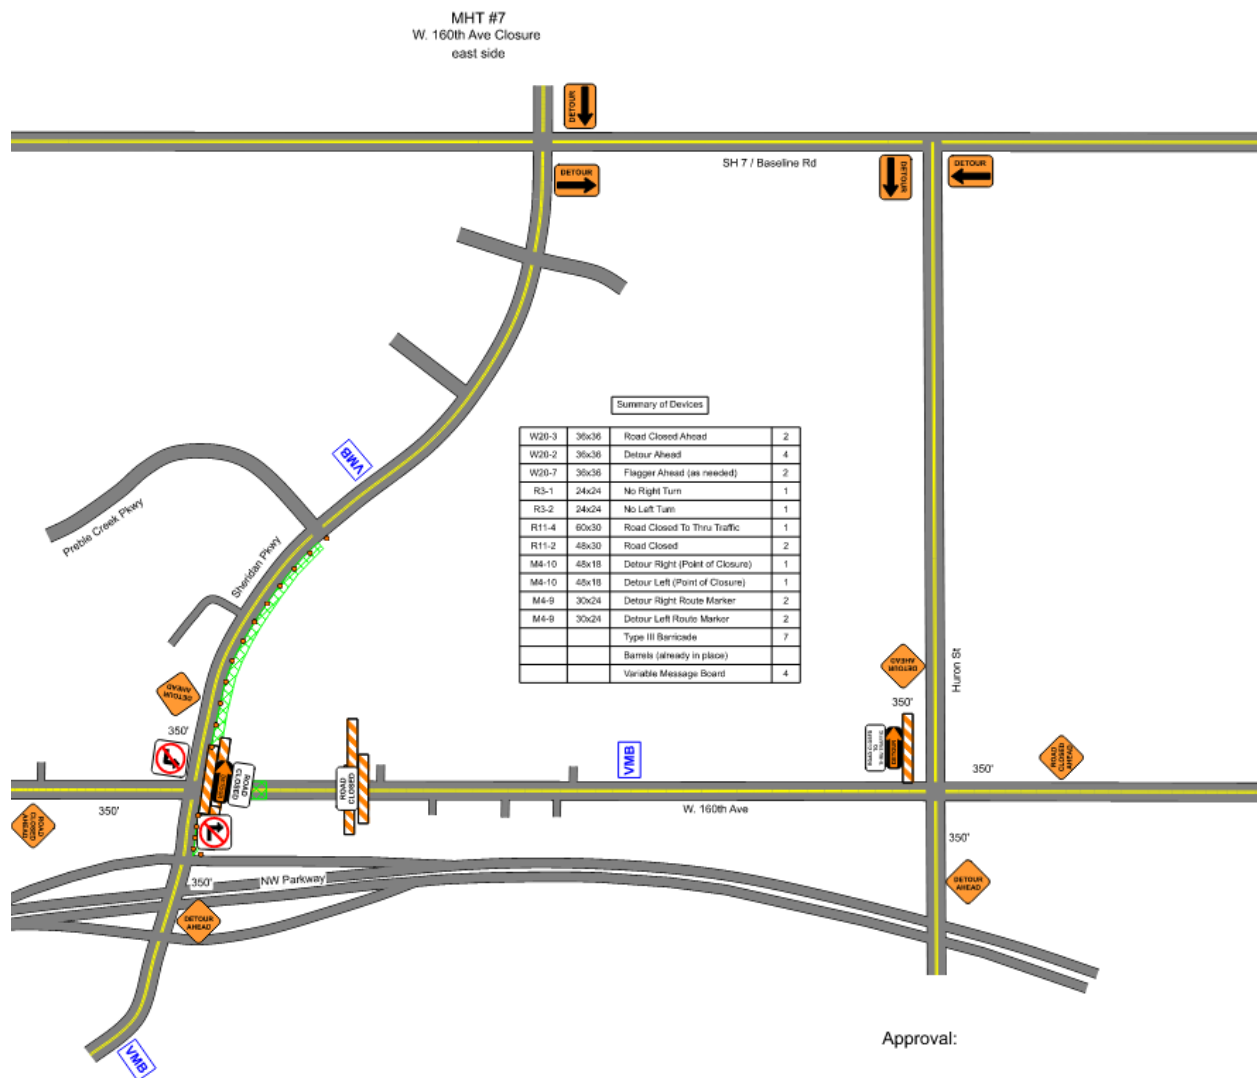 MHT #7
W. 160th Ave Closure
east side
DETOUR
DETOUR
SH 7 / Baseline Rd
DETOUR
DETOUR
Summary of Devices
W20-3 36x36 Road Closed Ahead 2
W20-2 36x36 Detour Ahead 4
W20-7 36x36 Flagger Ahead (as needed) 2
R3-1 24x24 No Right Turn 1
R3-2 24x24 No Left Turn 1
R11-4 60x30 Road Closed To Thru Traffic 1
R11-2 48x30 Road Closed 2
M4-10 48x18 Detour Right (Point of Closure) 1
M4-10 48x18 Detour Left (Point of Closure) 1
M4-9 30x24 Detour Right Route Marker 2
M4-9 30x24 Detour Left Route Marker 2
Type III Barricade 7
Barrels (already in place)
Variable Message Board 4
VMB
Preble Creek Pkwy
Sheridan Pkwy
Huron St
DETOUR
AHEAD
DETOUR
AHEAD
350'
350'
DETOUR
DETOUR
ROAD
CLOSED
ROAD
CLOSED
VMB
ROAD
CLOSED
AHEAD
350'
ROAD
CLOSED
AHEAD
350'
W. 160th Ave
350'
350'
NW Parkway
DETOUR
AHEAD
DETOUR
AHEAD
VMB
Approval: